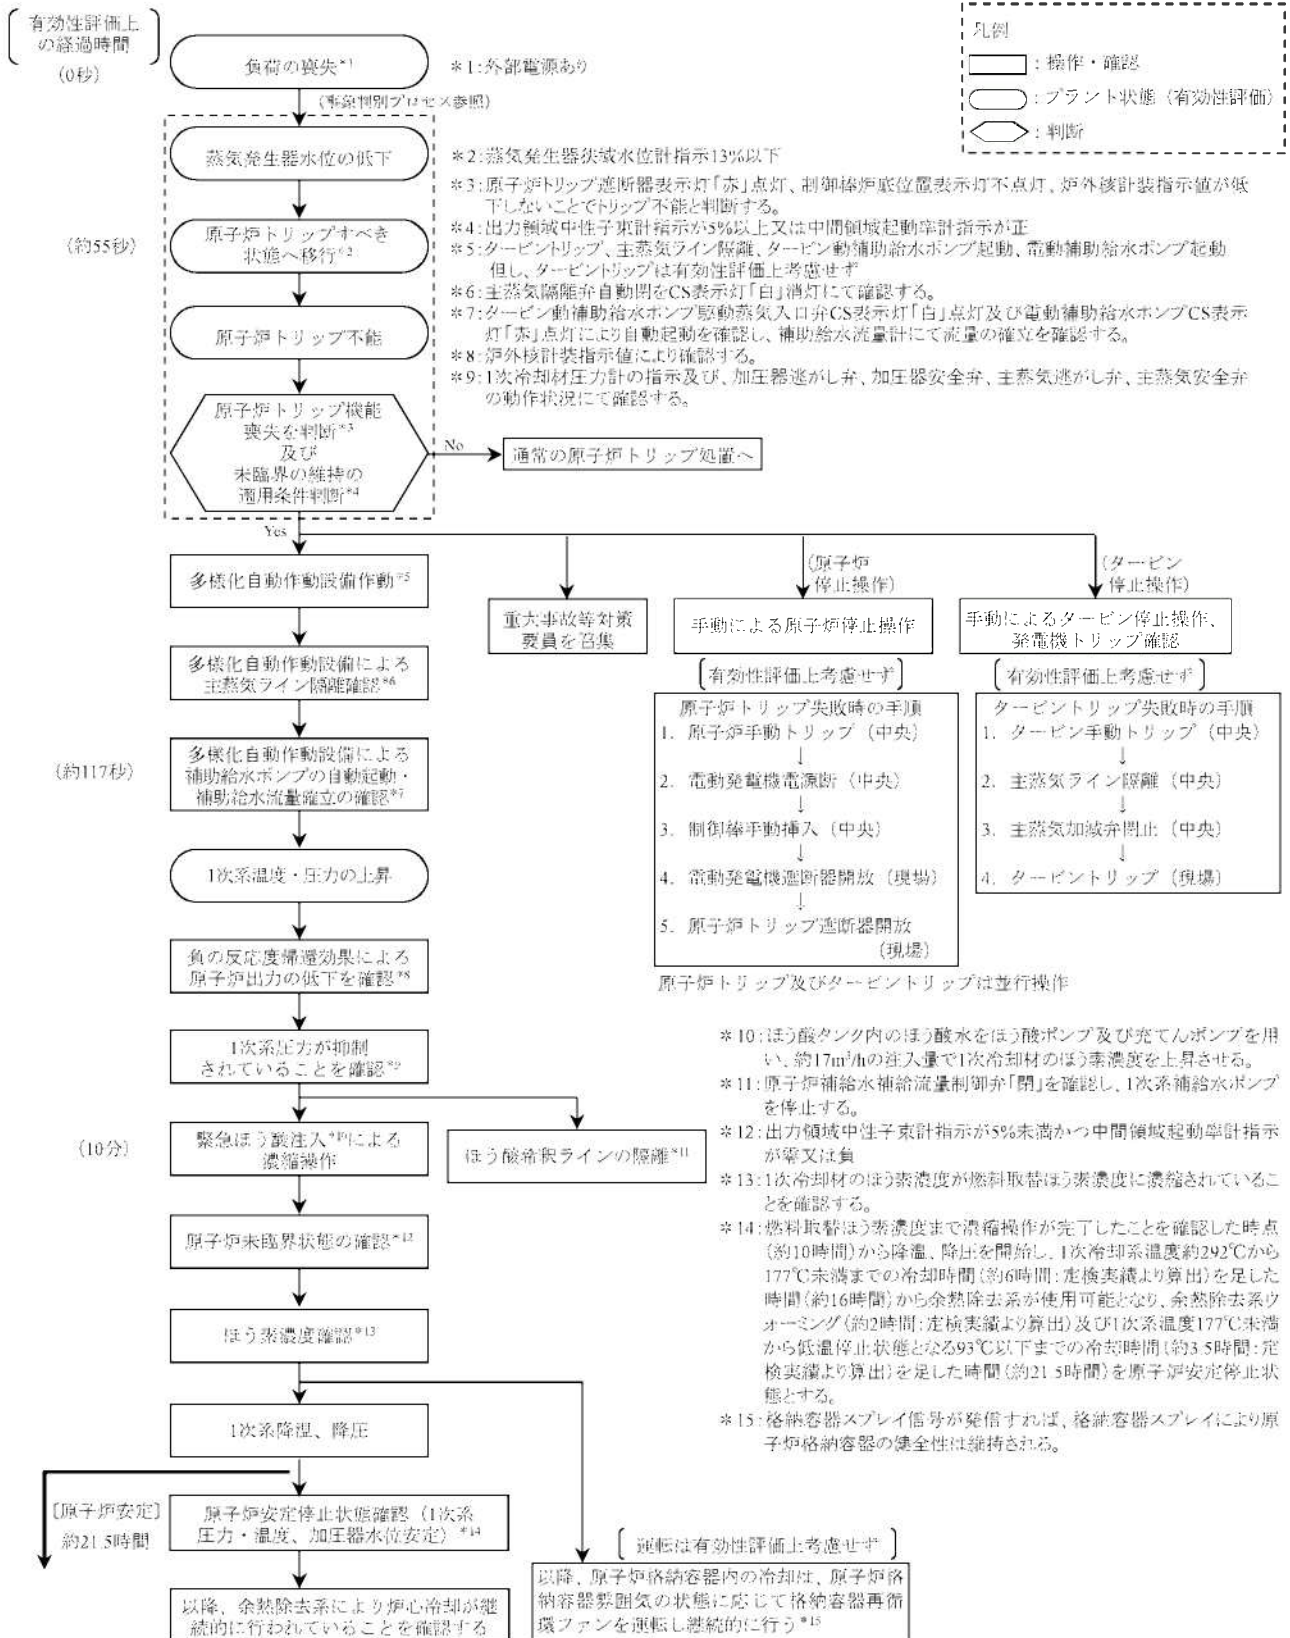 有効性評価上
の経過時間
(0秒)
負荷の喪失*1
*1:外部電源あり
(事象判別プロセス参照)
凡例
:操作・確認
:プラント状態（有効性評価）
:判断
蒸気発生器水位の低下
*2:蒸気発生器狭域水位計指示13%以下
*3:原子炉トリップ遮断器表示灯「赤」点灯、制御棒炉底位置表示灯不点灯、炉外核計装指示値が低
下しないことでトリップ不能と判断する。
*4:出力領域中性子束計指示が5%以上又は中間領域起動率計指示が正
*5:タービントリップ、主蒸気ライン隔離、タービン動補助給水ポンプ起動、電動補助給水ポンプ起動
但し、タービントリップは有効性評価上考慮せず
*6:主蒸気隔離弁自動閉をCS表示灯「白」消灯にて確認する。
*7:タービン動補助給水ポンプ駆動蒸気入口弁CS表示灯「白」点灯及び電動補助給水ポンプCS表示
灯「赤」点灯により自動起動を確認し、補助給水流量計にて流量の確立を確認する。
*8:炉外核計装指示値により確認する。
*9:1次冷却材圧力計の指示及び、加圧器逃がし弁、加圧器安全弁、主蒸気逃がし弁、主蒸気安全弁
の動作状況にて確認する。
(約55秒)
原子炉トリップすべき
状態へ移行*2
原子炉トリップ不能
原子炉トリップ機能
喪失を判断*3
及び
未臨界の維持の
適用条件判断*4
No
通常の原子炉トリップ処置へ
Yes
多様化自動作動設備作動*5
重大事故等対策
要員を召集
(原子炉
停止操作)
手動による原子炉停止操作
(タービン
停止操作)
手動によるタービン停止操作、
発電機トリップ確認
多様化自動作動設備による
主蒸気ライン隔離確認*6
[有効性評価上考慮せず]
原子炉トリップ失敗時の手順
1. 原子炉手動トリップ（中央）
↓
2. 電動発電機電源断（中央）
↓
3. 制御棒手動挿入（中央）
↓
4. 電動発電機遮断器開放（現場）
↓
5. 原子炉トリップ遮断器開放
（現場）
[有効性評価上考慮せず]
タービントリップ失敗時の手順
1. タービン手動トリップ（中央）
↓
2. 主蒸気ライン隔離（中央）
↓
3. 主蒸気加減弁閉止（中央）
↓
4. タービントリップ（現場）
原子炉トリップ及びタービントリップは並行操作
(約117秒)
多様化自動作動設備による
補助給水ポンプの自動起動・
補助給水流量確立の確認*7
1次系温度・圧力の上昇
負の反応度帰還効果による
原子炉出力の低下を確認*8
1次系圧力が抑制
されていることを確認*9
(10分)
緊急ほう酸注入*10による
濃縮操作
ほう酸希釈ラインの隔離*11
原子炉未臨界状態の確認*12
ほう素濃度確認*13
1次系降温、降圧
*10:ほう酸タンク内のほう酸水をほう酸ポンプ及び充てんポンプを用
い、約17m³/hの注入量で1次冷却材のほう素濃度を上昇させる。
*11:原子炉補給水補給流量制御弁「閉」を確認し、1次系補給水ポンプ
を停止する。
*12:出力領域中性子束計指示が5%未満かつ中間領域起動率計指示
が零又は負
*13:1次冷却材のほう素濃度が燃料取替ほう素濃度に濃縮されているこ
とを確認する。
*14:燃料取替ほう素濃度まで濃縮操作が完了したことを確認した時点
(約10時間)から降温、降圧を開始し、1次冷却系温度約292℃から
177℃未満までの冷却時間(約6時間:定検実績より算出)を足した
時間(約16時間)から余熱除去系が使用可能となり、余熱除去系ウ
ォーミング(約2時間:定検実績より算出)及び1次系温度177℃未満
から低温停止状態となる93℃以下までの冷却時間(約3.5時間:定
検実績より算出)を足した時間(約21.5時間)を原子炉安定停止状
態とする。
*15:格納容器スプレイ信号が発信すれば、格納容器スプレイにより原
子炉格納容器の健全性は維持される。
[原子炉安定]
約21.5時間
原子炉安定停止状態確認（1次系
圧力・温度、加圧器水位安定）*14
以降、余熱除去系により炉心冷却が継
続的に行われていることを確認する
[運転は有効性評価上考慮せず]
以降、原子炉格納容器内の冷却は、原子炉格
納容器雰囲気の状態に応じて格納容器再循
環ファンを運転し継続的に行う*15